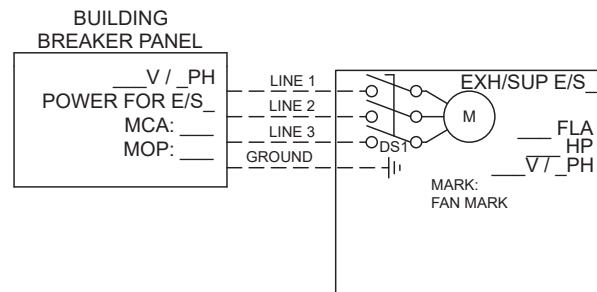 BUILDING
BREAKER PANEL
___V / _PH
POWER FOR E/S_
MCA: ___
MOP: ___
LINE 1
LINE 2
LINE 3
GROUND
DS1
M
EXH/SUP E/S_
___ FLA
___ HP
___V / _PH
MARK:
FAN MARK